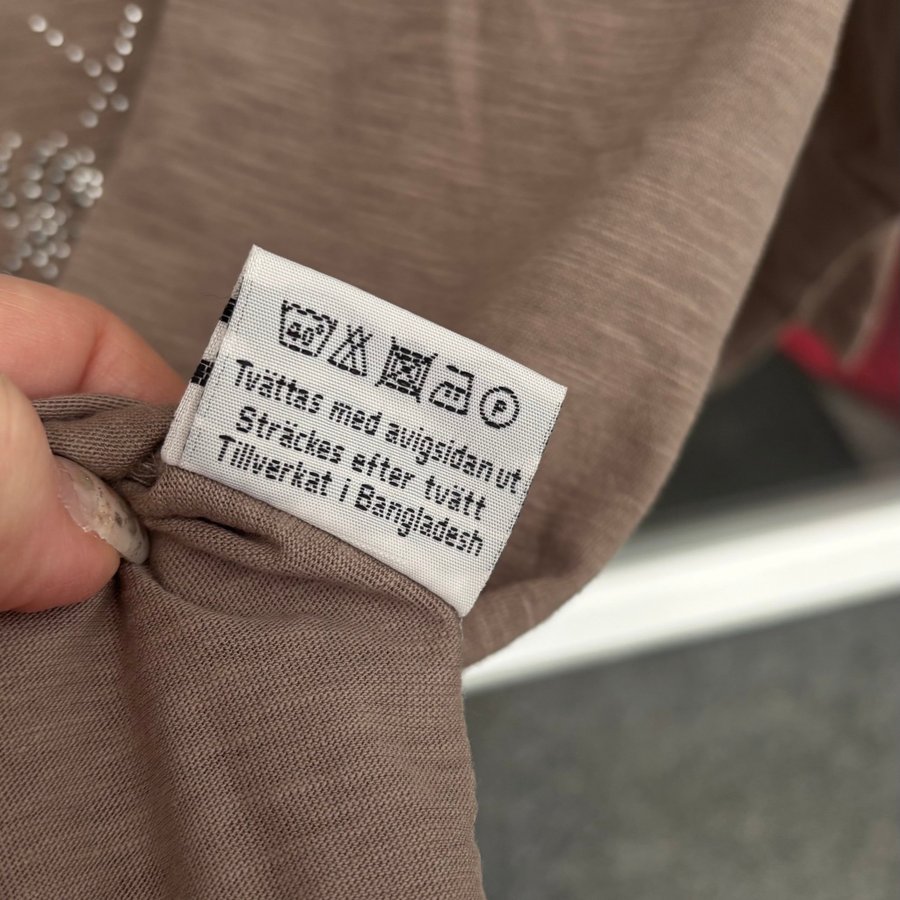 40°
P
Tvättas med avigsidan ut.
Sträckes efter tvätt
Tillverkat i Bangladesh